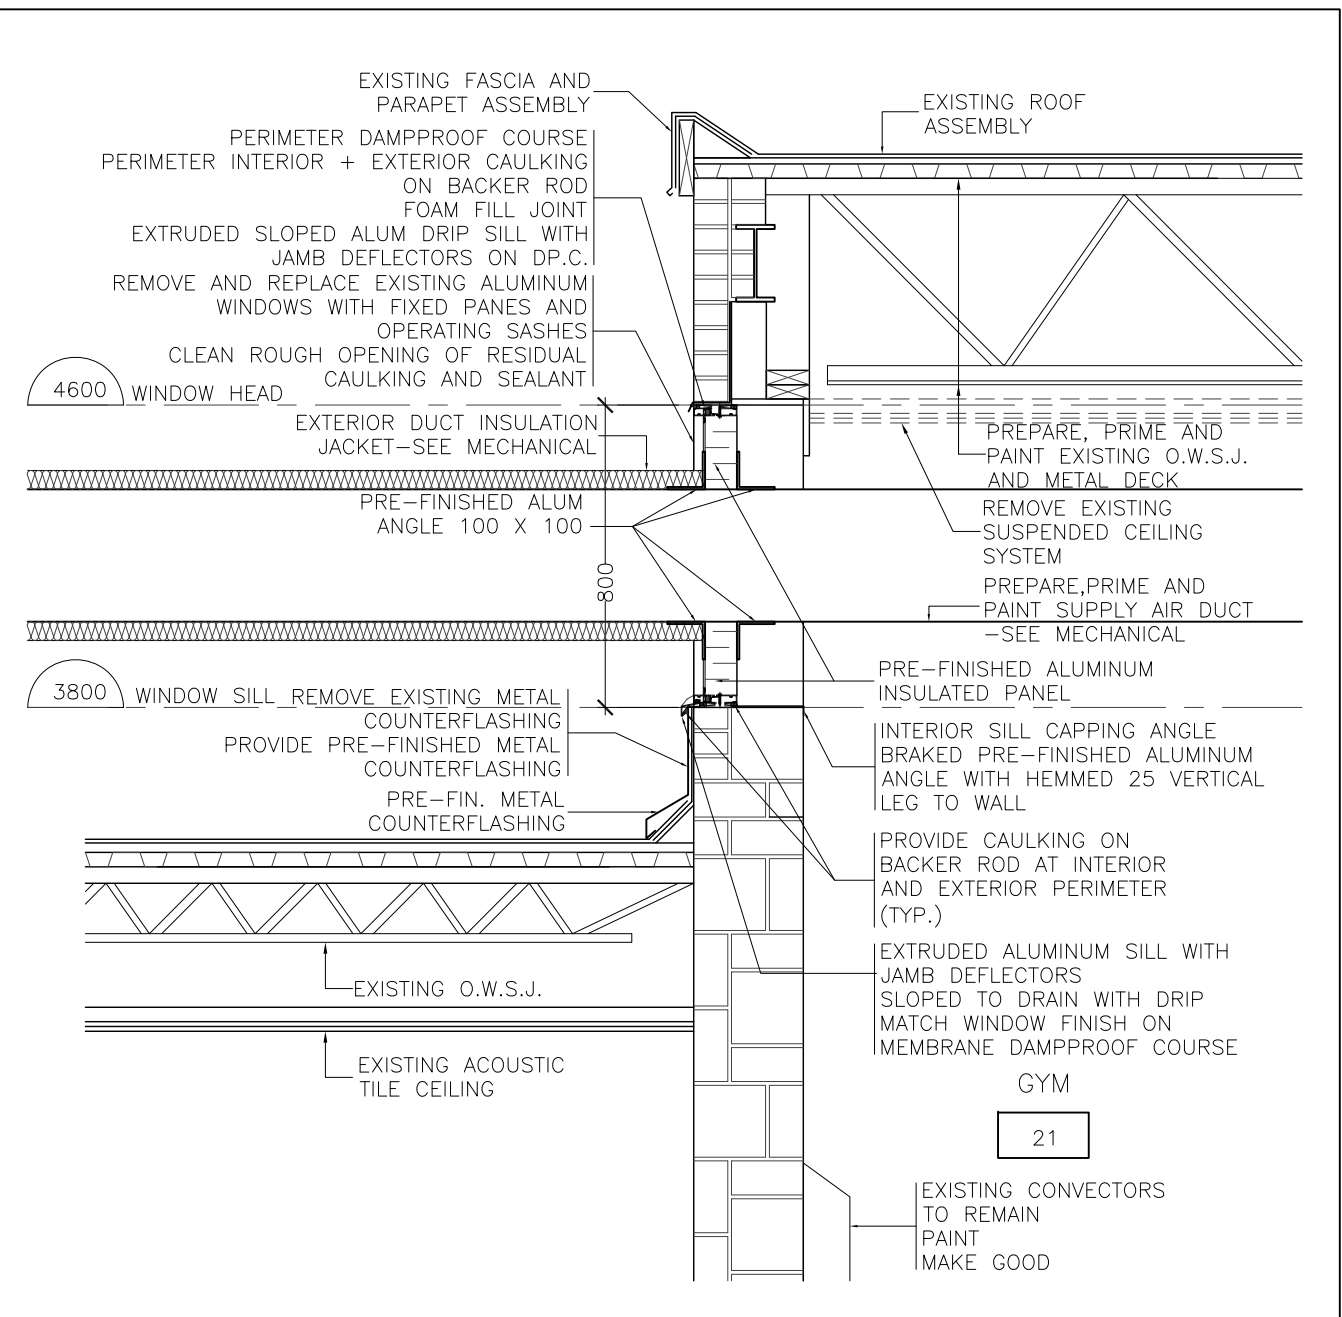 EXISTING FASCIA AND
PARAPET ASSEMBLY
EXISTING ROOF
ASSEMBLY
PERIMETER DAMPPROOF COURSE
PERIMETER INTERIOR + EXTERIOR CAULKING
ON BACKER ROD
FOAM FILL JOINT
EXTRUDED SLOPED ALUM DRIP SILL WITH
JAMB DEFLECTORS ON DP.C.
REMOVE AND REPLACE EXISTING ALUMINUM
WINDOWS WITH FIXED PANES AND
OPERATING SASHES
CLEAN ROUGH OPENING OF RESIDUAL
CAULKING AND SEALANT
4600 WINDOW HEAD
EXTERIOR DUCT INSULATION
JACKET-SEE MECHANICAL
PREPARE, PRIME AND
PAINT EXISTING O.W.S.J.
AND METAL DECK
PRE-FINISHED ALUM
ANGLE 100 X 100
REMOVE EXISTING
SUSPENDED CEILING
SYSTEM
800
PREPARE,PRIME AND
PAINT SUPPLY AIR DUCT
-SEE MECHANICAL
PRE-FINISHED ALUMINUM
INSULATED PANEL
3800 WINDOW SILL
REMOVE EXISTING METAL
COUNTERFLASHING
PROVIDE PRE-FINISHED METAL
COUNTERFLASHING
PRE-FIN. METAL
COUNTERFLASHING
INTERIOR SILL CAPPING ANGLE
BRAKED PRE-FINISHED ALUMINUM
ANGLE WITH HEMMED 25 VERTICAL
LEG TO WALL
PROVIDE CAULKING ON
BACKER ROD AT INTERIOR
AND EXTERIOR PERIMETER
(TYP.)
EXTRUDED ALUMINUM SILL WITH
JAMB DEFLECTORS
SLOPED TO DRAIN WITH DRIP
MATCH WINDOW FINISH ON
MEMBRANE DAMPPROOF COURSE
EXISTING O.W.S.J.
EXISTING ACOUSTIC
TILE CEILING
GYM
21
EXISTING CONVECTORS
TO REMAIN
PAINT
MAKE GOOD